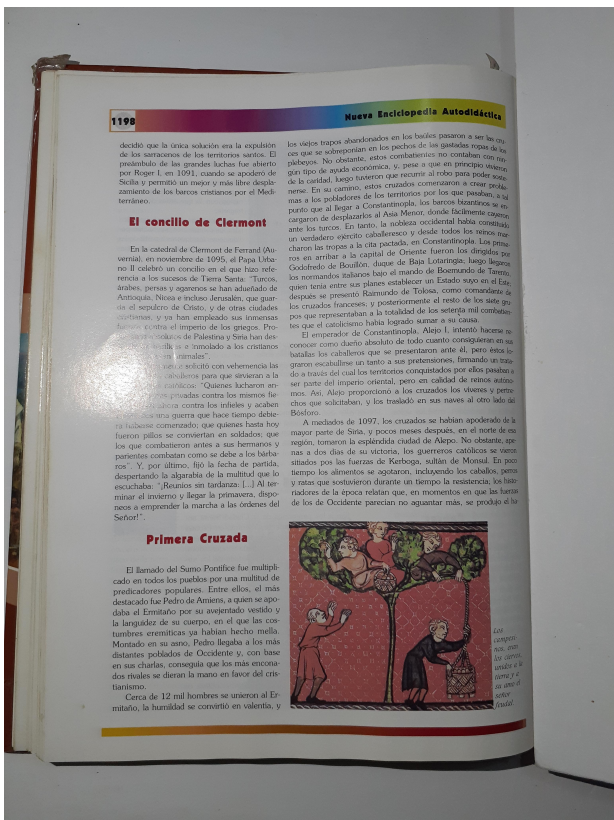 1198
Nueva Enciclopedia Autodidáctica
decidió que la única solución era la expulsión
de los sarracenos de los territorios santos. El
preámbulo de las grandes luchas fue abierto
por Roger I, en 1091, cuando se apoderó de
Sicilia y permitió un mejor y más libre despla-
zamiento de los barcos cristianos por el Medi-
terráneo.
El concilio de Clermont
En la catedral de Clermont de Ferrand (Au-
vernia), en noviembre de 1095, el Papa Urba-
no II celebró un concilio en el que hizo refe-
rencia a los sucesos de Tierra Santa: "Turcos,
árabes, persas y agarenos se han adueñado de
Antioquía, Nicea e incluso Jerusalén, que guar-
da el sepulcro de Cristo, y de otras ciudades
cristianas, y ya han empleado sus inmensas
fuerzas contra el imperio de los griegos. Pro-
de Palestina y Siria han des-
e inmolado a los cristianos
animales".
solicitó con vehemencia las
caballeros para que sirvieran a la
católicos: "Quienes lucharon an-
privadas contra los mismos fie-
ahora contra los infieles y acaben
una guerra que hace tiempo debie-
comenzado; que quienes hasta hoy
fueron pillos se conviertan en soldados; que
los que combatieron antes a sus hermanos y
parientes combatan como se debe a los bárba-
ros". Y, por último, fijó la fecha de partida,
despertando la algarabía de la multitud que lo
escuchaba: "¡Reuníos sin tardanza: [...] Al ter-
minar el invierno y llegar la primavera, dispo-
neos a emprender la marcha a las órdenes del
Señor!".
Primera Cruzada
El llamado del Sumo Pontífice fue multipli-
cado en todos los pueblos por una multitud de
predicadores populares. Entre ellos, el más
destacado fue Pedro de Amiens, a quien se apo-
daba el Ermitaño por su avejentado vestido y
la languidez de su cuerpo, en el que las cos-
tumbres eremíticas ya habían hecho mella.
Montado en su asno, Pedro llegaba a los más
distantes poblados de Occidente y, con base
en sus charlas, conseguía que los más encona-
dos rivales se dieran la mano en favor del cris-
tianismo.
Cerca de 12 mil hombres se unieron al Er-
mitaño, la humildad se convirtió en valentía, y
los viejos trapos abandonados en los baúles pasaron a ser las cru-
ces que se sobreponían en los pechos de las gastadas ropas de los
plebeyos. No obstante, estos combatientes no contaban con nin-
gún tipo de ayuda económica, y, pese a que en principio vivieron
de la caridad, luego tuvieron que recurrir al robo para poder soste-
nerse. En su camino, estos cruzados comenzaron a crear proble-
mas a los pobladores de los territorios por los que pasaban, a tal
punto que al llegar a Constantinopla, los barcos bizantinos se en-
cargaron de desplazarlos al Asia Menor, donde fácilmente cayeron
ante los turcos. En tanto, la nobleza occidental había constituido
un verdadero ejército caballeresco y desde todos los reinos mar-
charon las tropas a la cita pactada, en Constantinopla. Los prime-
ros en arribar a la capital de Oriente fueron los dirigidos por
Godofredo de Bouillón, duque de Baja Lotaringia, luego llegaron
los normandos italianos bajo el mando de Boemundo de Tarento,
quien tenía entre sus planes establecer un Estado suyo en el Este;
después se presentó Raimundo de Tolosa, como comandante de
los cruzados franceses; y posteriormente el resto de los siete gru-
pos que representaban a la totalidad de los setenta mil combatien-
tes que el catolicismo había logrado sumar a su causa.
El emperador de Constantinopla, Alejo I, intentó hacerse re-
conocer como dueño absoluto de todo cuanto consiguieran en sus
batallas los caballeros que se presentaron ante él, pero éstos lo-
graron escabullirse un tanto a sus pretensiones, firmando un trata-
do a través del cual los territorios conquistados por ellos pasaban a
ser parte del imperio oriental, pero en calidad de reinos autóno-
mos. Así, Alejo proporcionó a los cruzados los víveres y pertre-
chos que solicitaban, y los trasladó en sus naves al otro lado del
Bósforo.
A mediados de 1097, los cruzados se habían apoderado de la
mayor parte de Siria, y pocos meses después, en el norte de esa
región, tomaron la espléndida ciudad de Alepo. No obstante, ape-
nas a dos días de su victoria, los guerreros católicos se vieron
sitiados por las fuerzas de Kerboga, sultán de Monsul. En poco
tiempo los alimentos se agotaron, incluyendo los caballos, perros
y ratas que sostuvieron durante un tiempo la resistencia; los histo-
riadores de la época relatan que, en momentos en que las fuerzas
de los de Occidente parecían no aguantar más, se produjo el ha-
Los
campesi-
nos, eran
los siervos
unidos a la
tierra y a
su amo el
señor
feudal.